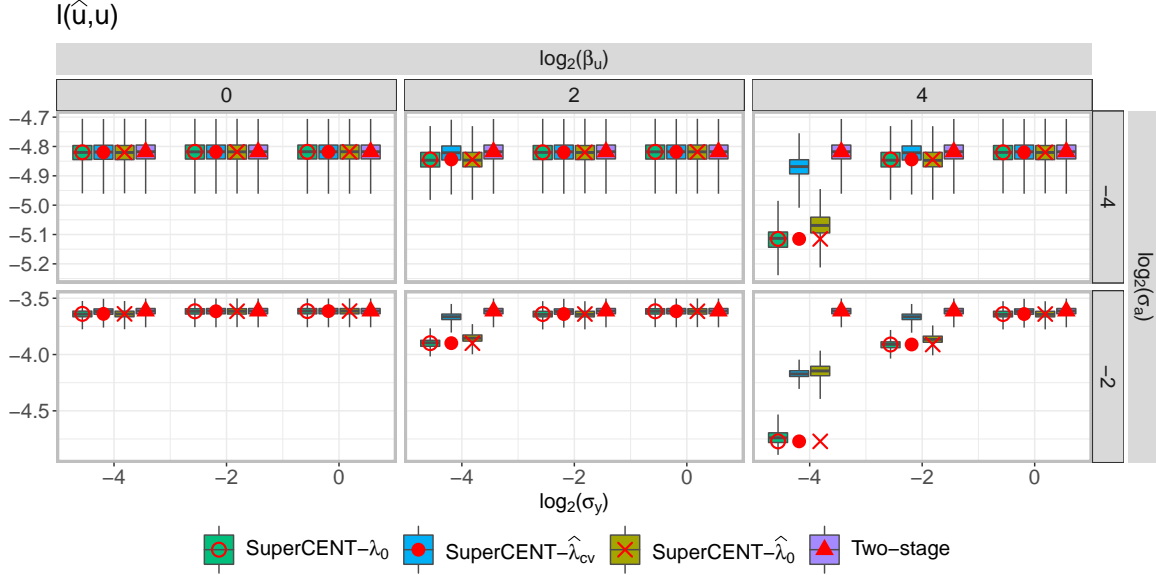 l(û,u)
log₂(βᵤ)
0 2 4
−4.7
−4.8
−4.9
−5.0
−5.1
−5.2
−4
−3.5
−4.0
−4.5
−2
log₂(σₐ)
−4 −2 0 −4 −2 0 −4 −2 0
log₂(σ_y)
SuperCENT−λ₀ SuperCENT−λ̂_cv SuperCENT−λ̂₀ Two−stage